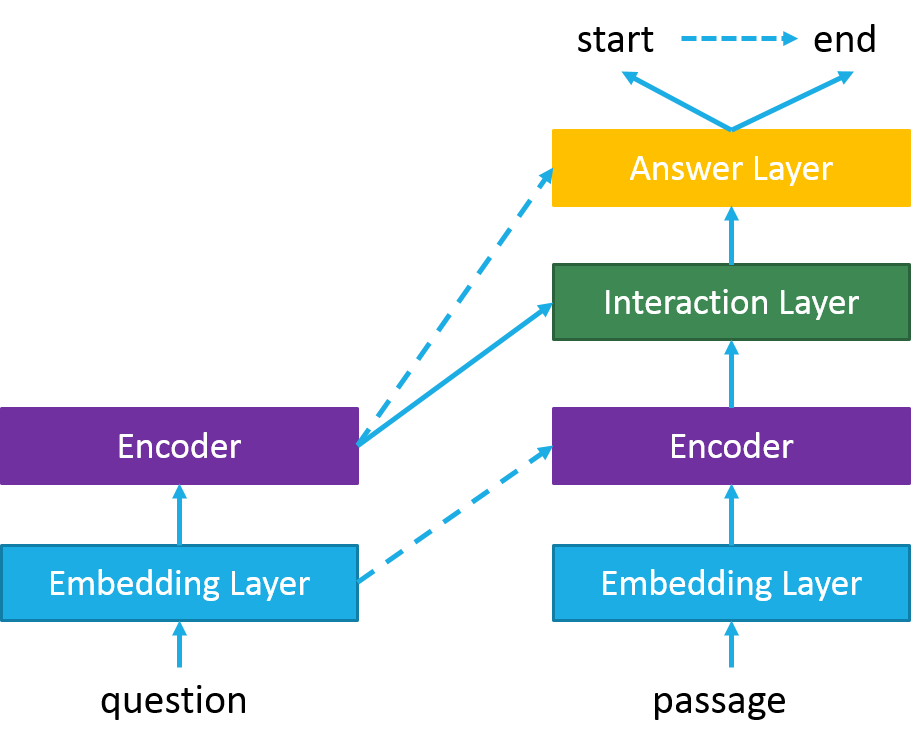 start
end
Answer Layer
Interaction Layer
Encoder
Encoder
Embedding Layer
Embedding Layer
question
passage